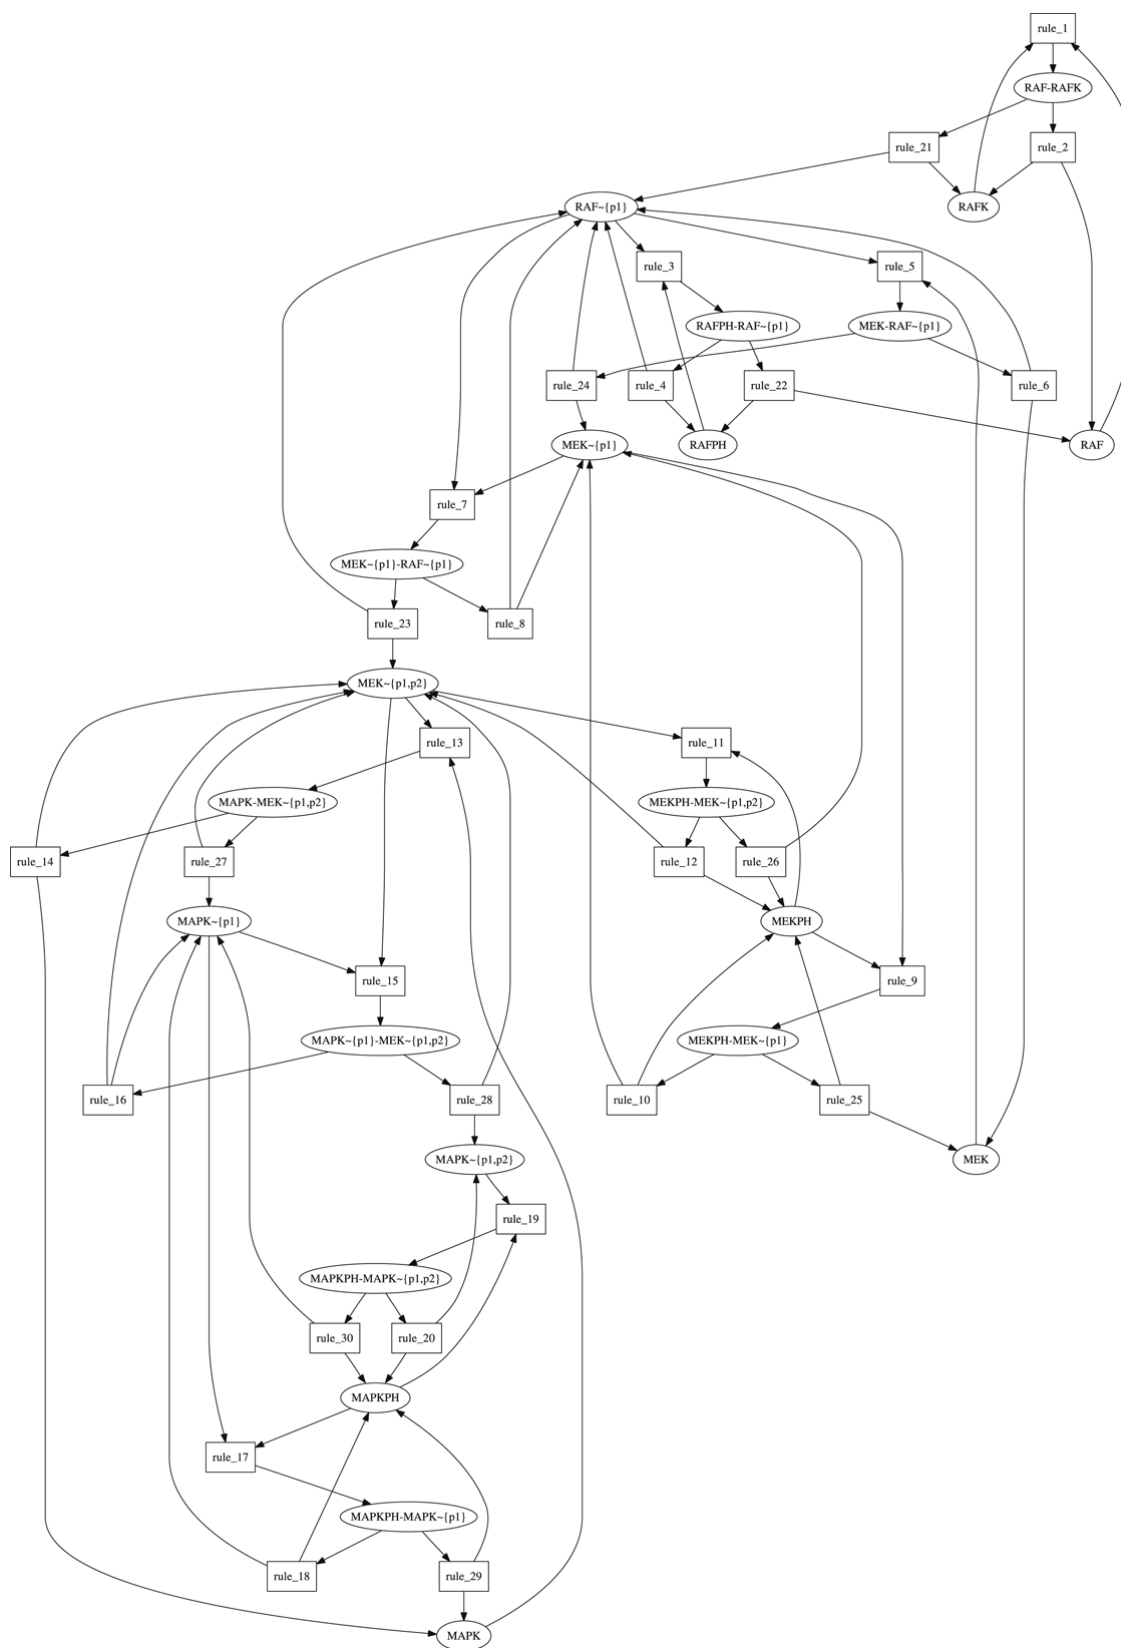 rule_1
RAF-RAFK
rule_21
rule_2
RAF~{p1}
RAFK
rule_3
rule_5
RAFPH-RAF~{p1}
MEK-RAF~{p1}
rule_24
rule_4
rule_22
rule_6
MEK~{p1}
RAFPH
RAF
rule_7
MEK~{p1}-RAF~{p1}
rule_23
rule_8
MEK~{p1,p2}
rule_13
rule_11
MAPK-MEK~{p1,p2}
MEKPH-MEK~{p1,p2}
rule_14
rule_27
rule_12
rule_26
MAPK~{p1}
MEKPH
rule_15
rule_9
MAPK~{p1}-MEK~{p1,p2}
MEKPH-MEK~{p1}
rule_16
rule_28
rule_10
rule_25
MAPK~{p1,p2}
MEK
rule_19
MAPKPH-MAPK~{p1,p2}
rule_30
rule_20
MAPKPH
rule_17
MAPKPH-MAPK~{p1}
rule_18
rule_29
MAPK